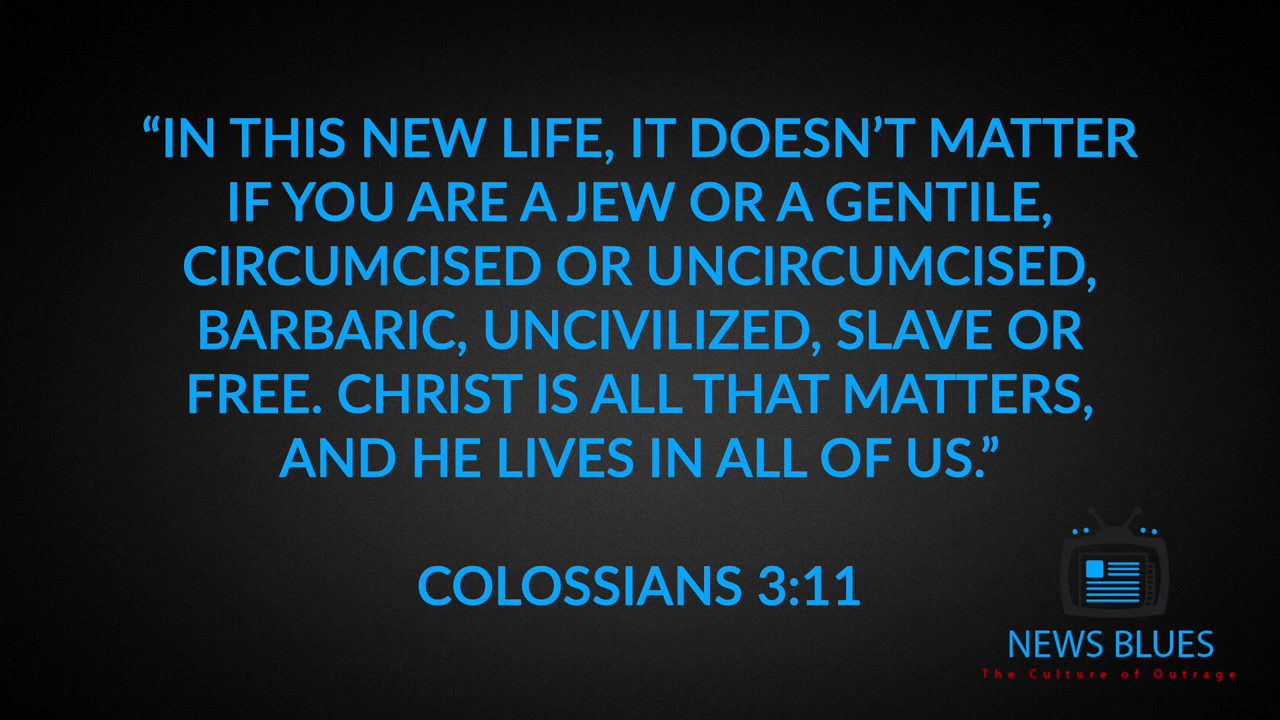 “IN THIS NEW LIFE, IT DOESN’T MATTER
IF YOU ARE A JEW OR A GENTILE,
CIRCUMCISED OR UNCIRCUMCISED,
BARBARIC, UNCIVILIZED, SLAVE OR
FREE. CHRIST IS ALL THAT MATTERS,
AND HE LIVES IN ALL OF US.”
COLOSSIANS 3:11
NEWS BLUES
The Culture of Outrage